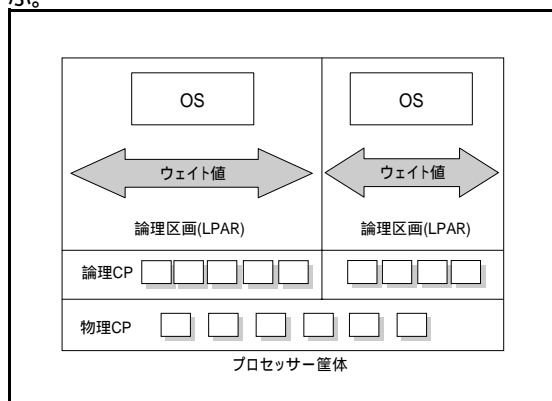 ぶ。
OS
OS
ウェイト値
ウェイト値
論理区画(LPAR)
論理区画(LPAR)
論理CP
物理CP
プロセッサー筐体